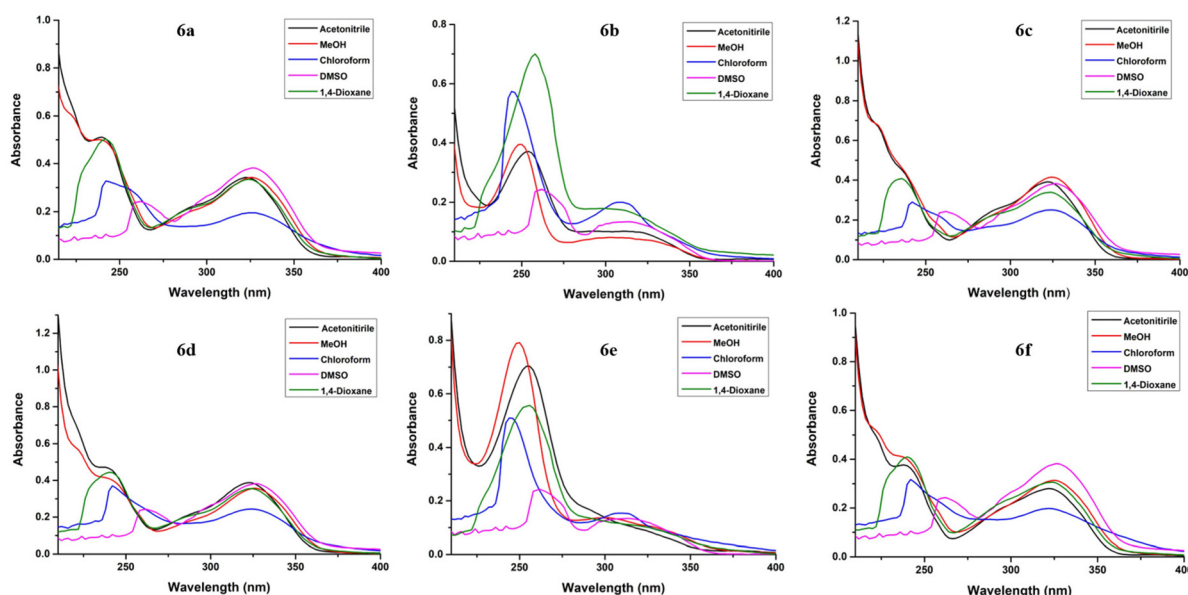 6a
Absorbance
1.0
0.8
0.6
0.4
0.2
0.0
250
300
350
400
Wavelength (nm)
Acetonitirile
MeOH
Chloroform
DMSO
1,4-Dioxane
6b
Absorbance
0.8
0.6
0.4
0.2
0.0
250
300
350
400
Wavelength (nm)
Acetonitirile
MeOH
Chloroform
DMSO
1,4-Dioxane
6c
Abosrbance
1.2
1.0
0.8
0.6
0.4
0.2
0.0
250
300
350
400
Wavelength (nm)
Acetonitirile
MeOH
Chloroform
DMSO
1,4-Dioxane
6d
Absorbance
1.2
1.0
0.8
0.6
0.4
0.2
0.0
250
300
350
400
Wavelength (nm)
Acetonitirile
MeOH
Chloroform
DMSO
1,4-Dioxane
6e
Absorbance
0.8
0.6
0.4
0.2
0.0
250
300
350
400
Wavelength (nm)
Acetonitirile
MeOH
Chloroform
DMSO
1,4-Dioxane
6f
Absorbance
1.0
0.8
0.6
0.4
0.2
0.0
250
300
350
400
Wavelength (nm)
Acetonitirile
MeOH
Chloroform
DMSO
1,4-Dioxane